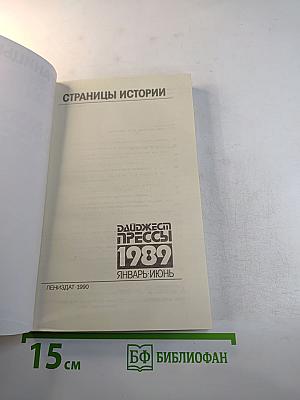 СТРАНИЦЫ ИСТОРИИ
ДАЙДЖЕСТ
ПРЕССЫ
1989
ЯНВАРЬ-ИЮНЬ
ЛЕНИЗДАТ·1990
15 см
БФ БИБЛИОФАН